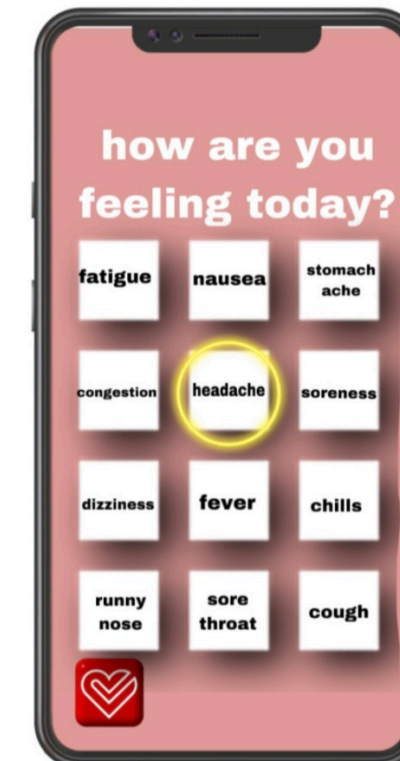 how are you
feeling today?
fatigue
nausea
stomach
ache
congestion
headache
soreness
dizziness
fever
chills
runny
nose
sore
throat
cough